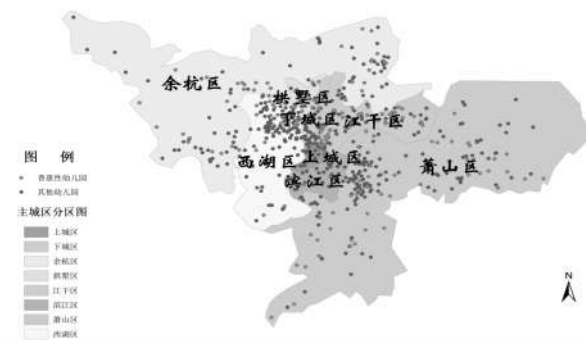 余杭区
拱墅区
下城区
江干区
西湖区
上城区
滨江区
萧山区
图 例
普惠性幼儿园
其他幼儿园
主城区分区图
上城区
下城区
余杭区
拱墅区
江干区
滨江区
萧山区
西湖区
N